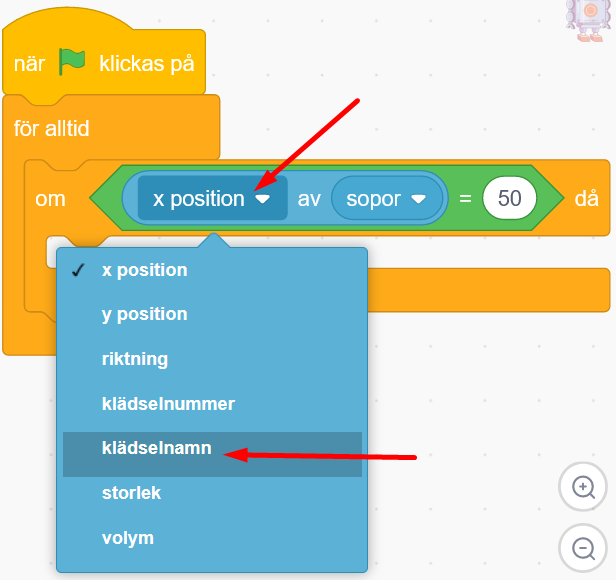 när klickas på
för alltid
om x position av sopor = 50 då
✓ x position
y position
riktning
klädselnummer
klädselnamn
storlek
volym